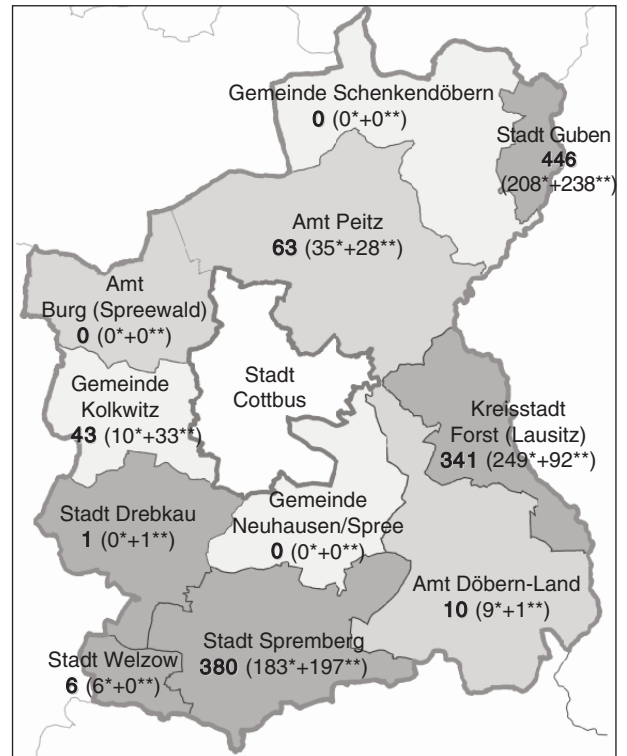 Gemeinde Schenkendöbern
0 (0*+0**)
Stadt Guben
446
(208*+238**)
Amt Peitz
63 (35*+28**)
Amt
Burg (Spreewald)
0 (0*+0**)
Gemeinde
Kolkwitz
43 (10*+33**)
Stadt
Cottbus
Kreisstadt
Forst (Lausitz)
341 (249*+92**)
Stadt Drebkau
1 (0*+1**)
Gemeinde
Neuhausen/Spree
0 (0*+0**)
Amt Döbern-Land
10 (9*+1**)
Stadt Spremberg
380 (183*+197**)
Stadt Welzow
6 (6*+0**)